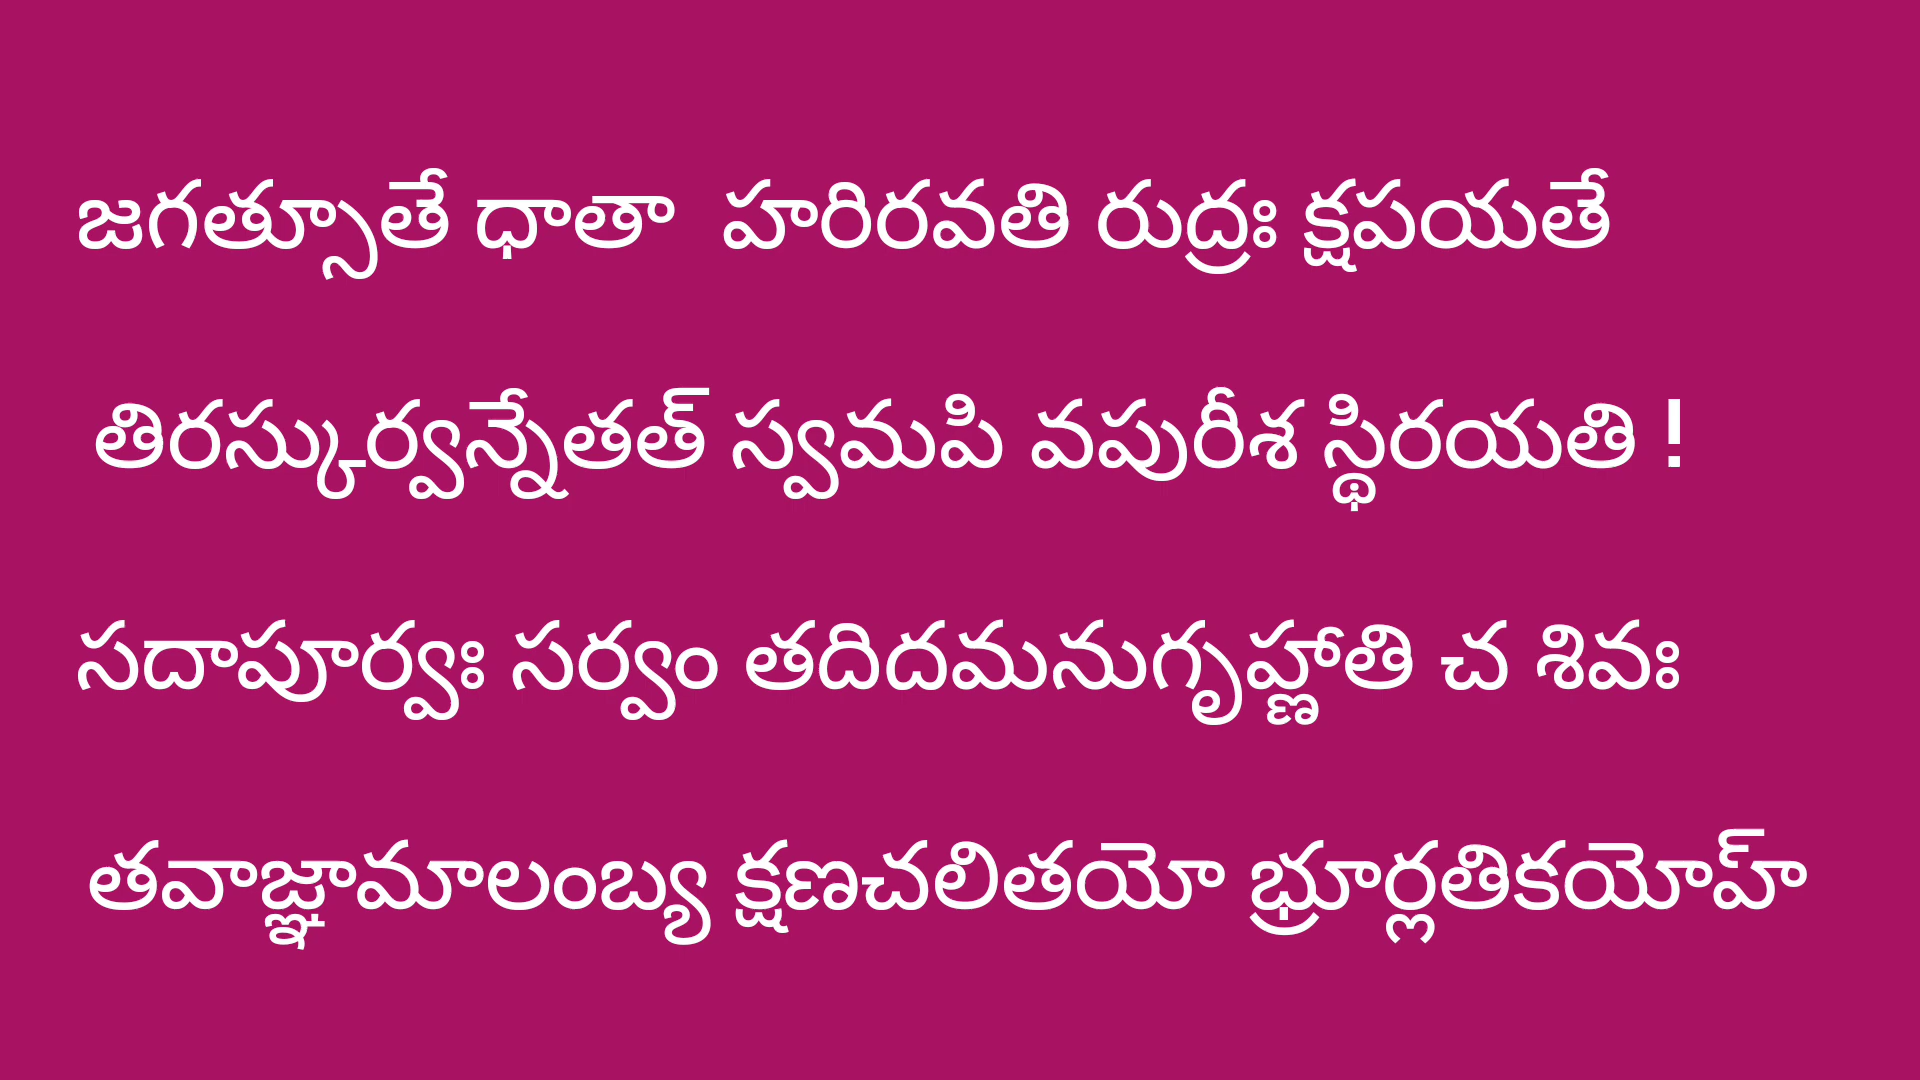 జగత్సూతే ధాతా  హరిరవతి రుద్రః క్షపయతే
తిరస్కుర్వన్నేతత్ స్వమపి వపురీశ స్థిరయతి !
సదాపూర్వః సర్వం తదిదమనుగృహ్ణాతి చ శివః
తవాజ్ఞామాలంబ్య క్షణచలితయో భ్రూర్లతికయోహ్